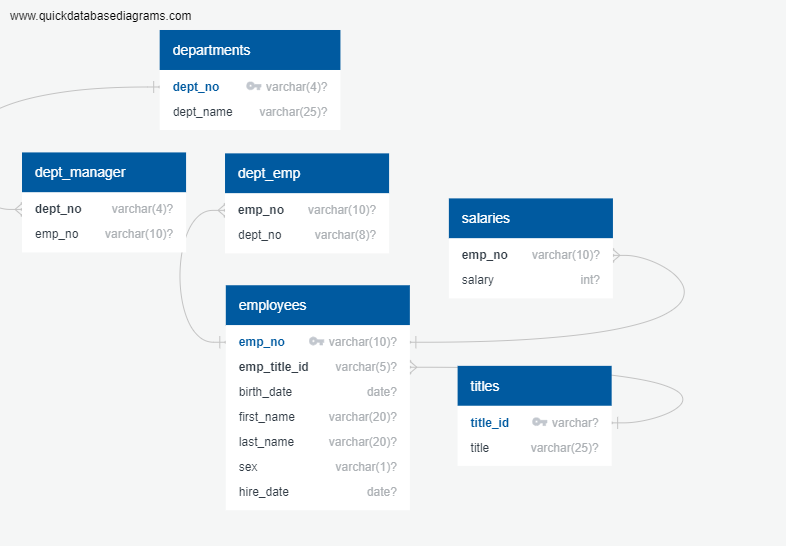 www.quickdatabasediagrams.com
departments
dept_no varchar(4)?
dept_name varchar(25)?
dept_manager
dept_no varchar(4)?
emp_no varchar(10)?
dept_emp
emp_no varchar(10)?
dept_no varchar(8)?
salaries
emp_no varchar(10)?
salary int?
employees
emp_no varchar(10)?
emp_title_id varchar(5)?
birth_date date?
first_name varchar(20)?
last_name varchar(20)?
sex varchar(1)?
hire_date date?
titles
title_id varchar?
title varchar(25)?